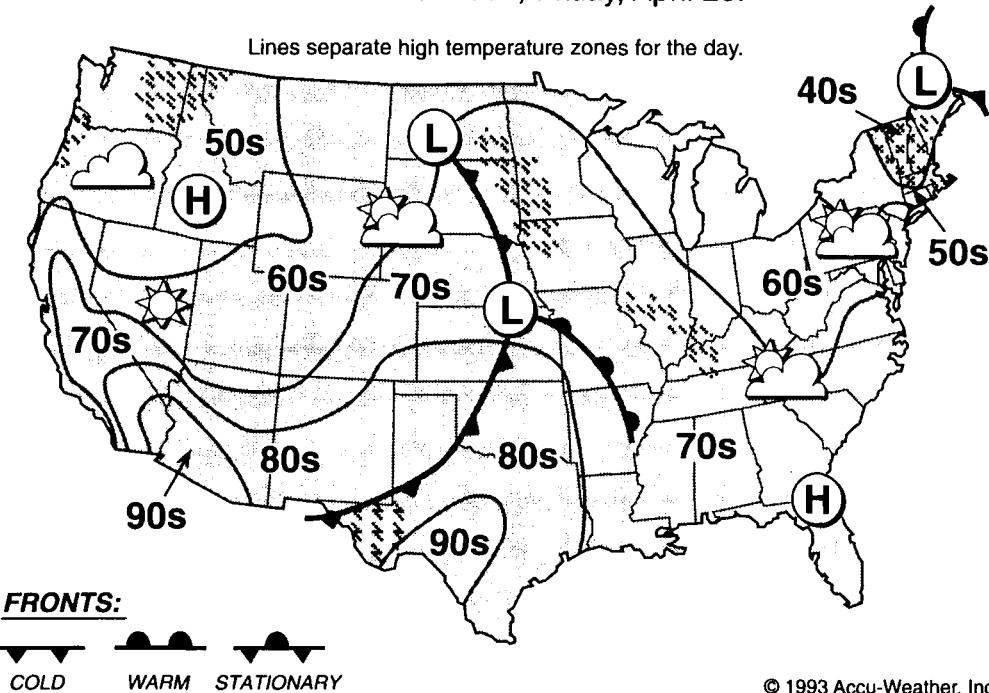 Lines separate high temperature zones for the day.
L
40s
L
50s
H
50s
60s
70s
60s
L
70s
70s
80s
80s
H
90s
90s
FRONTS:
COLD WARM STATIONARY
© 1993 Accu-Weather, Inc